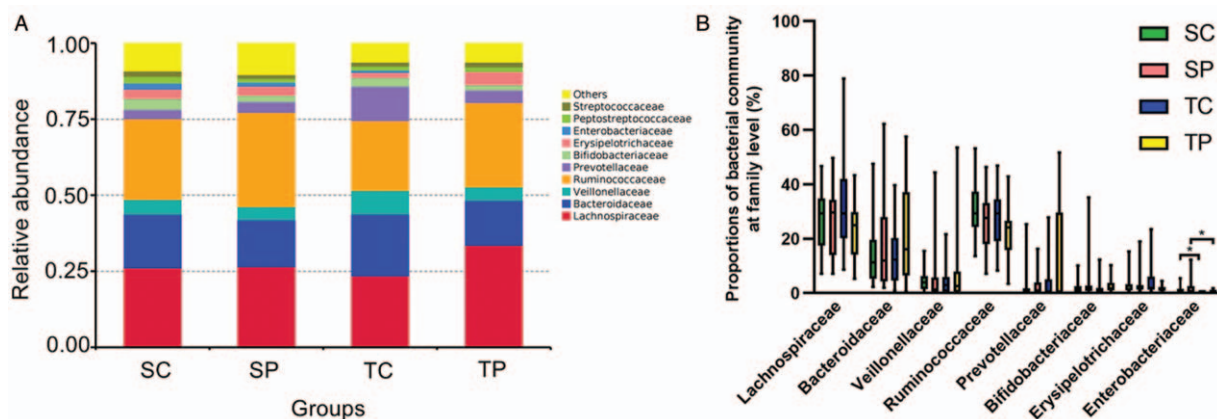 A
1.00
0.75
0.50
0.25
0.00
Relative abundance
SC
SP
TC
TP
Groups
Others
Streptococcaceae
Peptostreptococcaceae
Enterobacteriaceae
Erysipelotrichaceae
Bifidobacteriaceae
Prevotellaceae
Ruminococcaceae
Veillonellaceae
Bacteroidaceae
Lachnospiraceae
B
Proportions of bacterial community
at family level (%)
100
80
60
40
20
0
SC
SP
TC
TP
*
*
Lachnospiraceae
Bacteroidaceae
Veillonellaceae
Ruminococcaceae
Prevotellaceae
Bifidobacteriaceae
Erysipelotrichaceae
Enterobacteriaceae